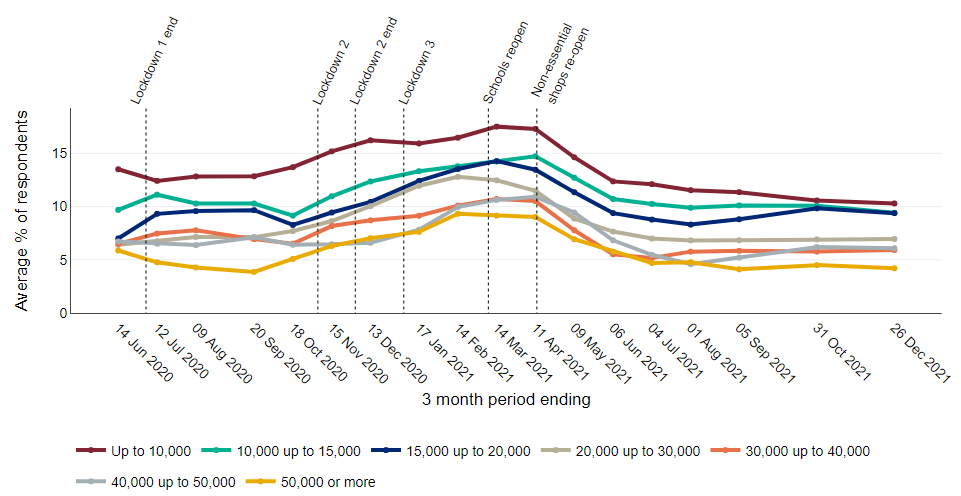 Lockdown 1 end
Lockdown 2
Lockdown 2 end
Lockdown 3
Schools reopen
Non-essential
shops re-open
Average % of respondents
15
10
5
0
14 Jun 2020
12 Jul 2020
09 Aug 2020
20 Sep 2020
18 Oct 2020
15 Nov 2020
13 Dec 2020
17 Jan 2021
14 Feb 2021
14 Mar 2021
11 Apr 2021
09 May 2021
06 Jun 2021
04 Jul 2021
01 Aug 2021
05 Sep 2021
31 Oct 2021
26 Dec 2021
3 month period ending
Up to 10,000 10,000 up to 15,000 15,000 up to 20,000 20,000 up to 30,000 30,000 up to 40,000
40,000 up to 50,000 50,000 or more